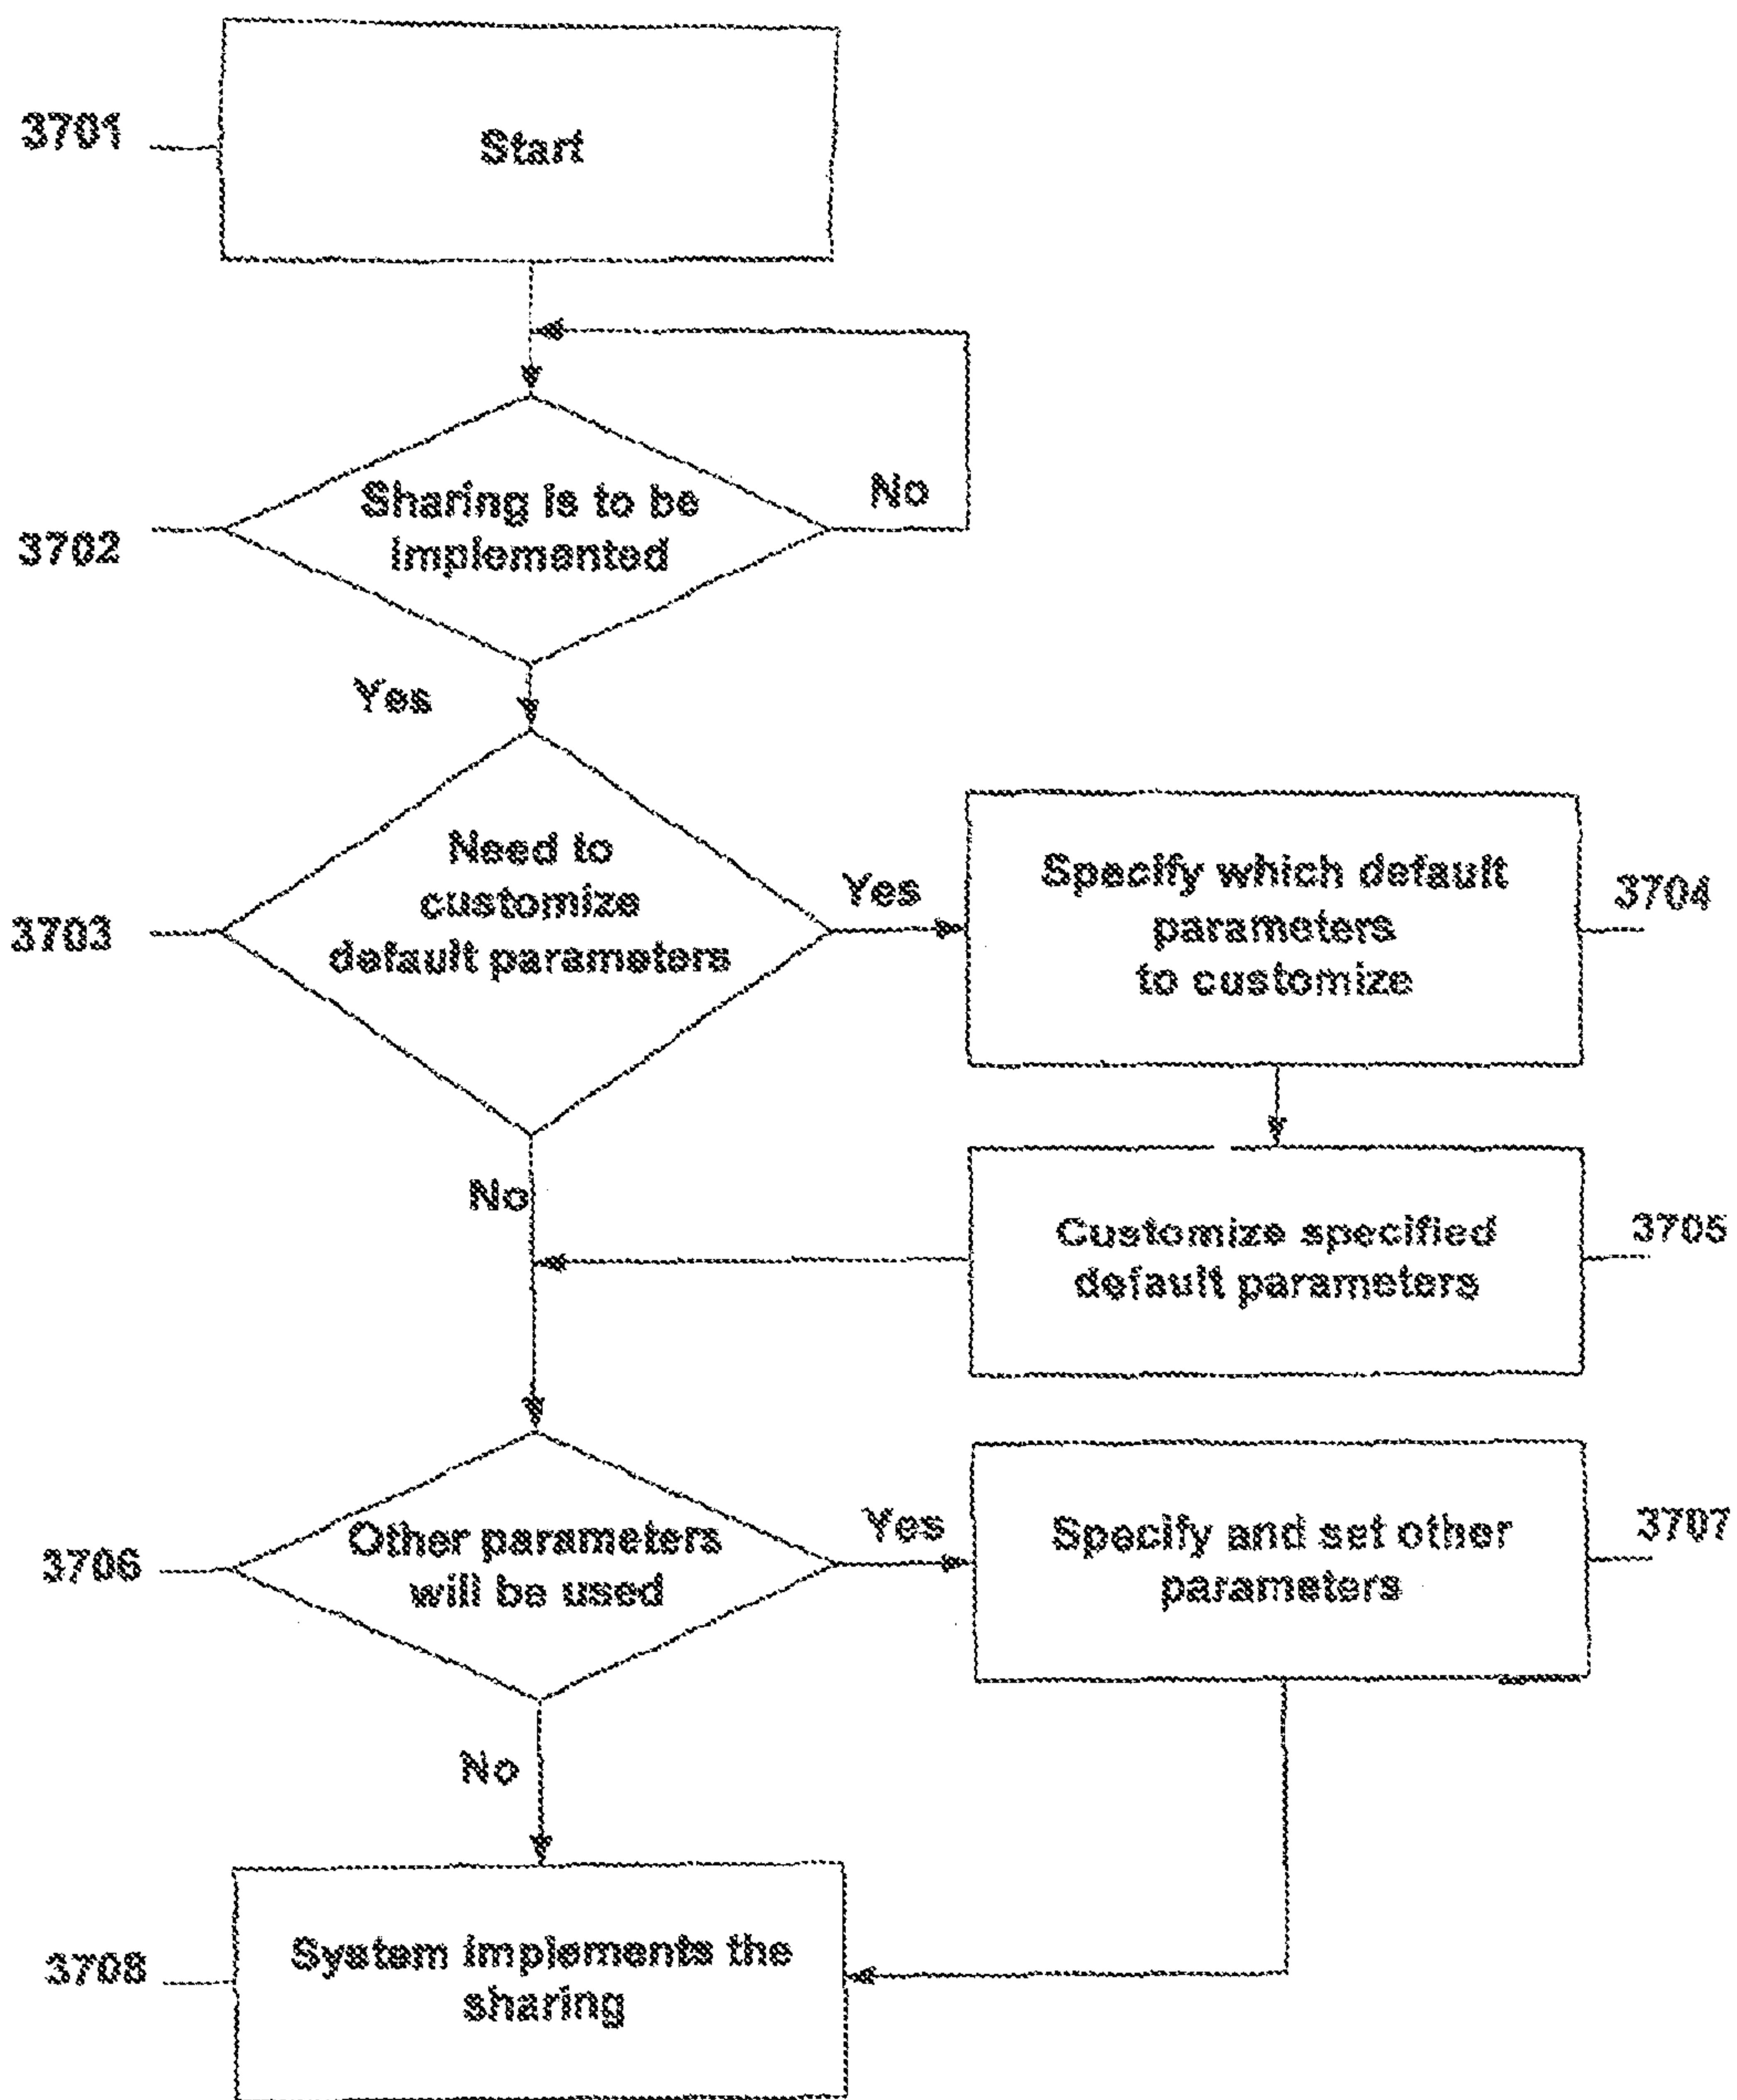 3701
Start
No
3702
Sharing is to be
implemented
Yes
3703
Need to
customize
default parameters
Yes
Specify which default
parameters
to customize
3704
No
Customize specified
default parameters
3705
3706
Other parameters
will be used
Yes
Specify and set other
parameters
3707
No
3708
System implements the
sharing